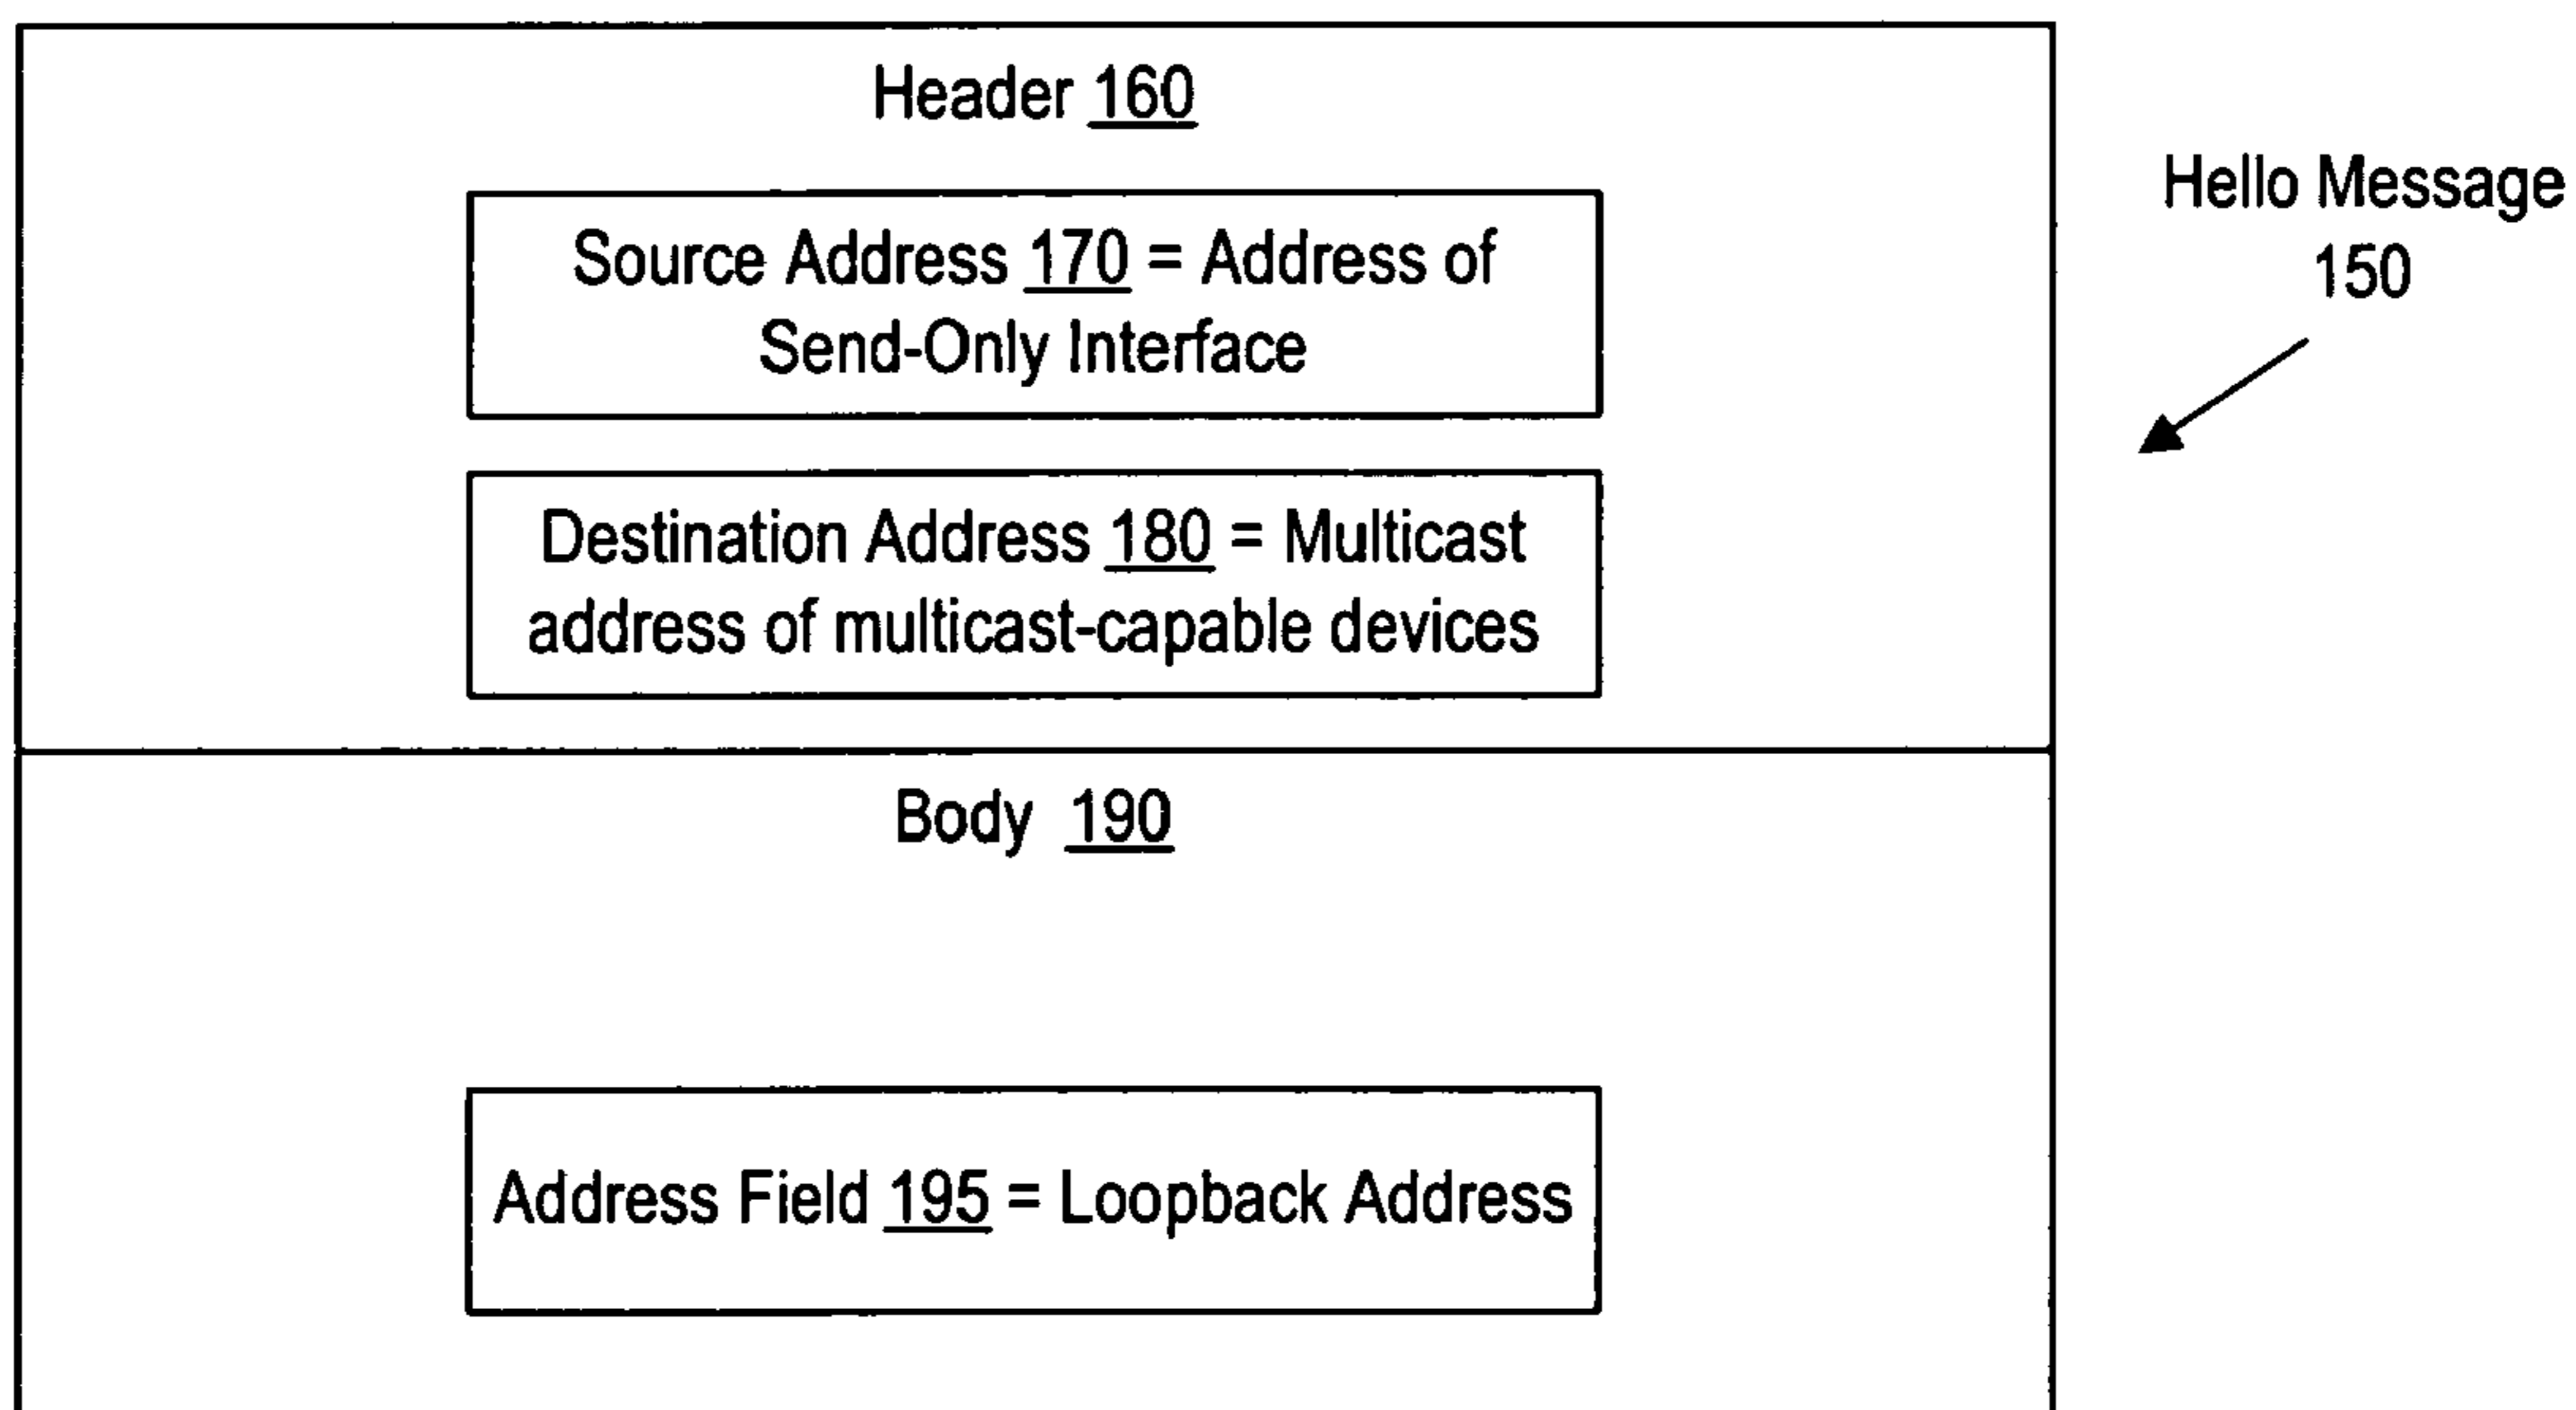 Header 160
Source Address 170 = Address of
Send-Only Interface
Destination Address 180 = Multicast
address of multicast-capable devices
Body 190
Address Field 195 = Loopback Address
Hello Message
150